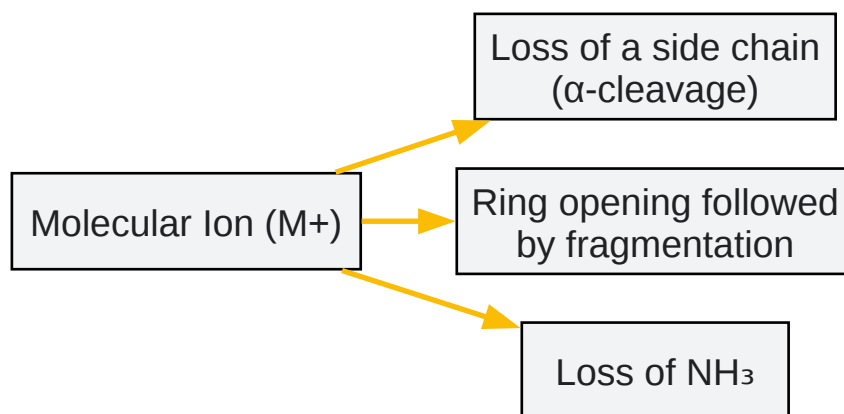 Loss of a side chain
(α-cleavage)
Molecular Ion (M+)
Ring opening followed
by fragmentation
Loss of NH₃